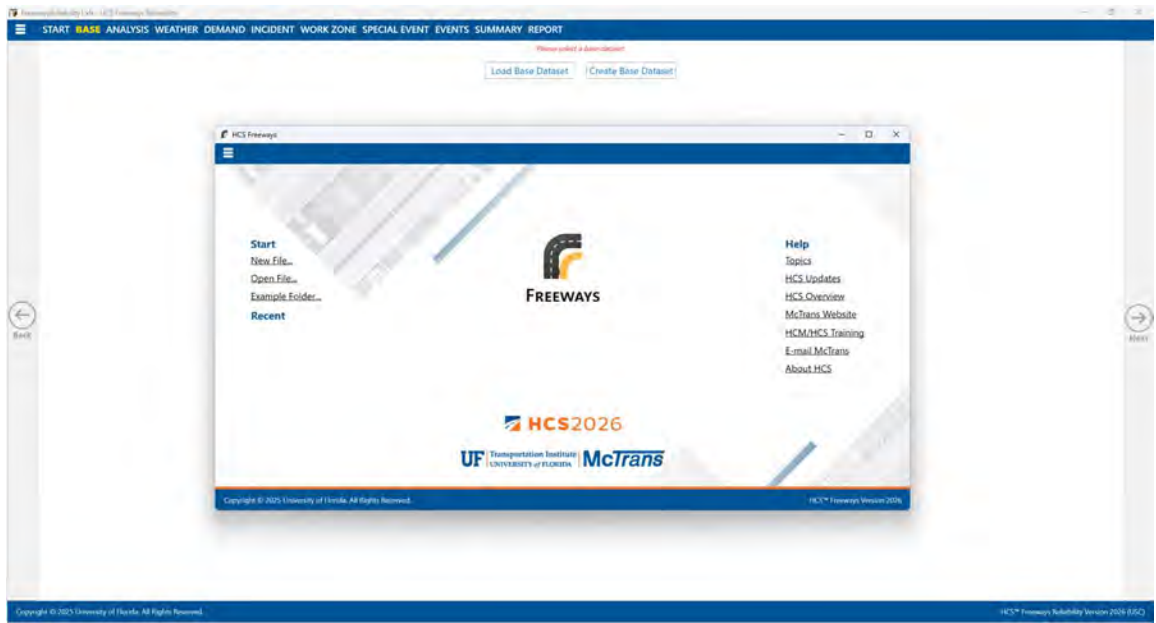 START BASE ANALYSIS WEATHER DEMAND INCIDENT WORK ZONE SPECIAL EVENT EVENTS SUMMARY REPORT
Please select a base dataset
Load Base Dataset Create Base Dataset
HCS Freeways
Start
New File...
Open File...
Example Folder...
Recent
FREEWAYS
Help
Topics
HCS Updates
HCS Overview
McTrans Website
HCM/HCS Training
E-mail McTrans
About HCS
Back
Next
HCS2026
UF Transportation Institute
UNIVERSITY of FLORIDA
McTrans
Copyright © 2025 University of Florida. All Rights Reserved.
HCS™ Freeways Version 2026
Copyright © 2025 University of Florida. All Rights Reserved.
HCS™ Freeways Reliability Version 2026 (USC)